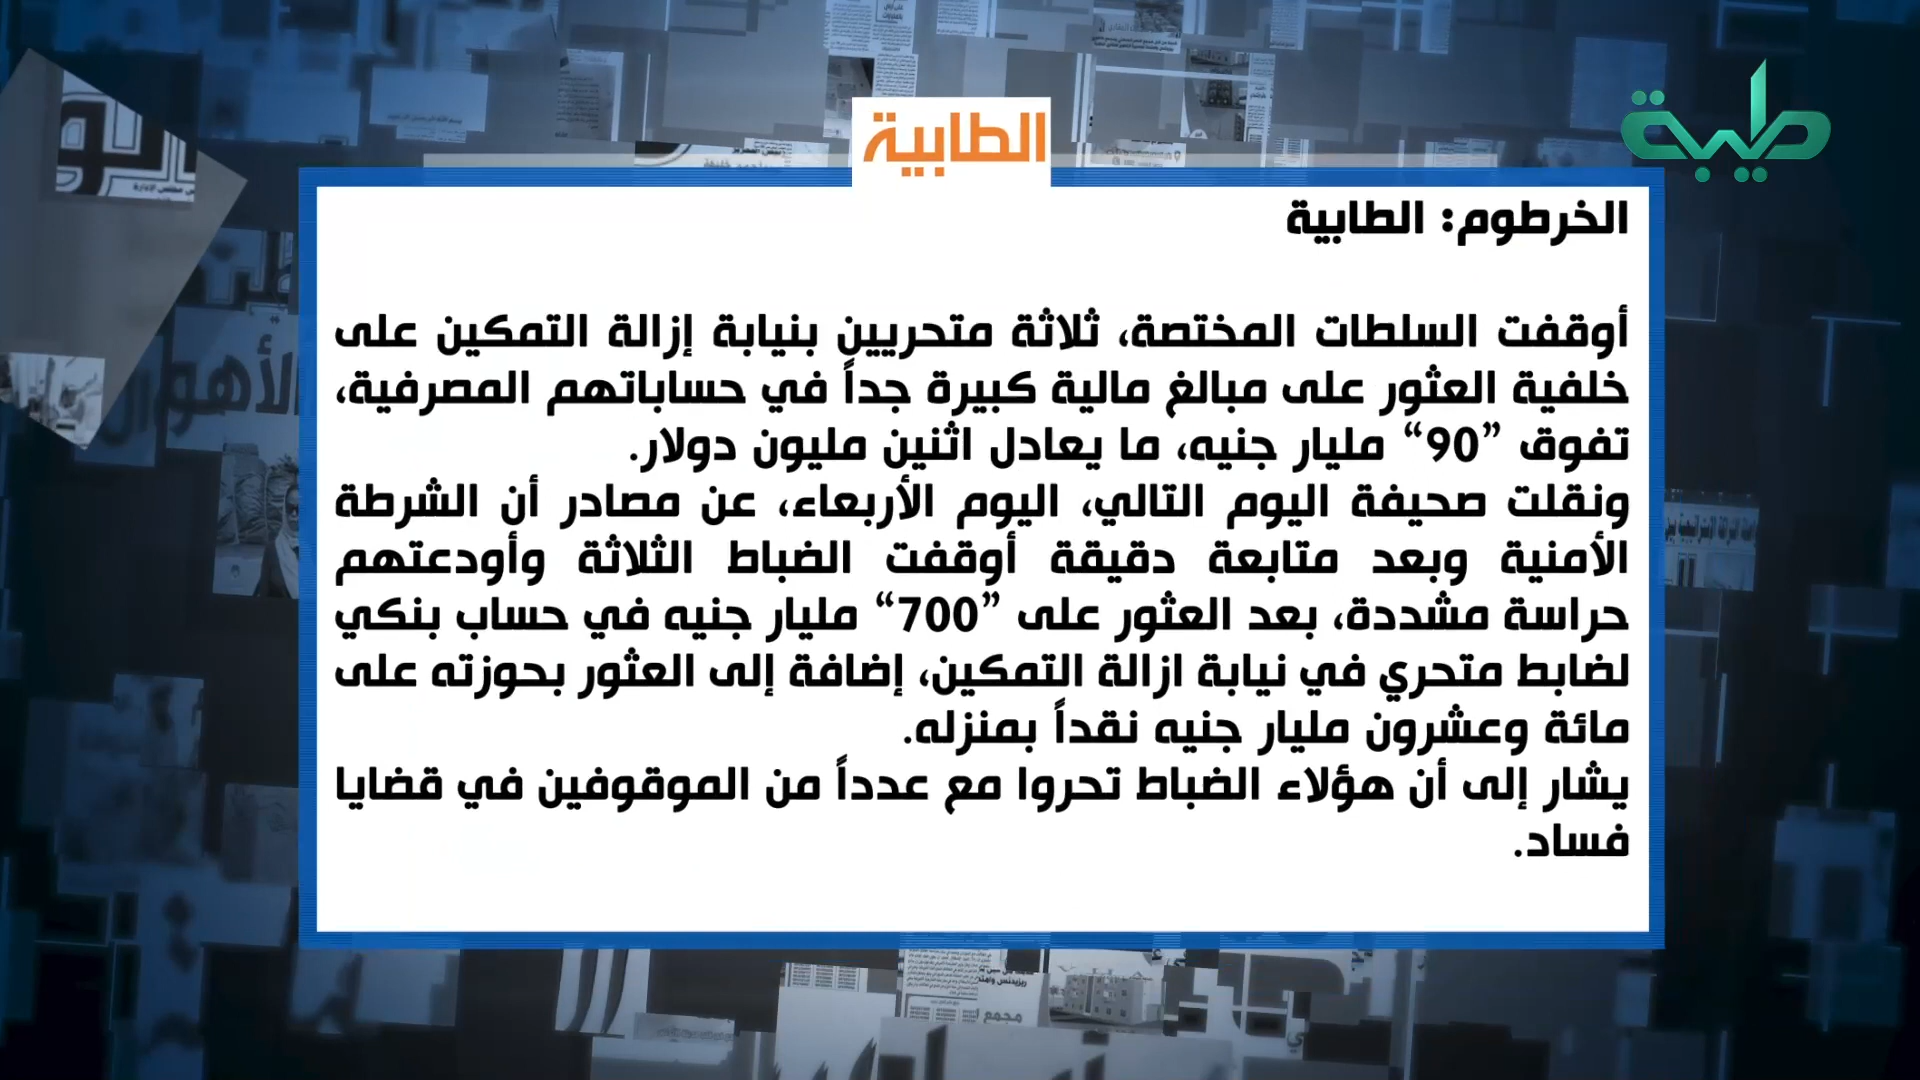 طيبة
الطابية
الخرطوم: الطابية
أوقفت السلطات المختصة، ثلاثة متحريين بنيابة إزالة التمكين على
خلفية العثور على مبالغ مالية كبيرة جداً في حساباتهم المصرفية،
تفوق ”90“ مليار جنيه، ما يعادل اثنين مليون دولار.
ونقلت صحيفة اليوم التالي، اليوم الأربعاء، عن مصادر أن الشرطة
الأمنية وبعد متابعة دقيقة أوقفت الضباط الثلاثة وأودعتهم
حراسة مشددة، بعد العثور على ”700“ مليار جنيه في حساب بنكي
لضابط متحري في نيابة ازالة التمكين، إضافة إلى العثور بحوزته على
مائة وعشرون مليار جنيه نقداً بمنزله.
يشار إلى أن هؤلاء الضباط تحروا مع عدداً من الموقوفين في قضايا
فساد.